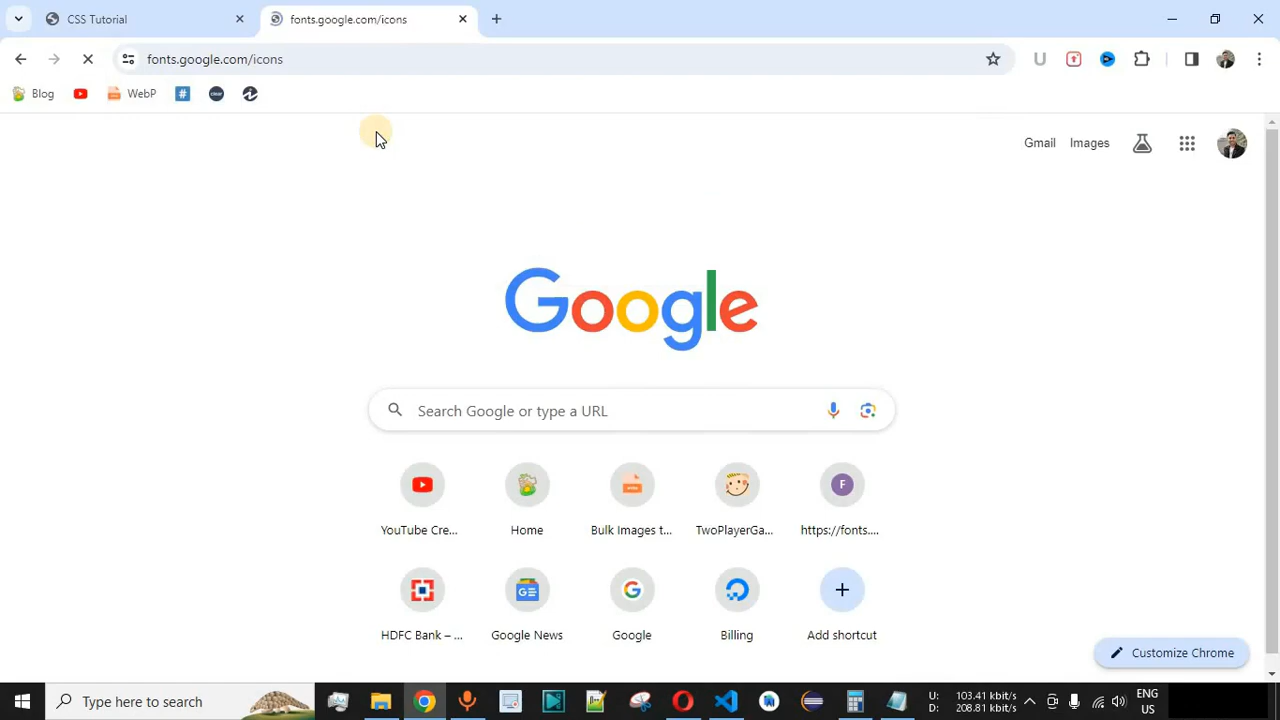 CSS Tutorial
fonts.google.com/icons
fonts.google.com/icons
Blog
WebP
#
clear
U
Gmail
Images
Google
Search Google or type a URL
YouTube Cre...
Home
Bulk Images t...
TwoPlayerGa...
F
https://fonts....
HDFC Bank – ...
GE
Google News
G
Google
Billing
Add shortcut
Customize Chrome
Type here to search
U: 103.41 kbit/s
D: 208.81 kbit/s
ENG
US